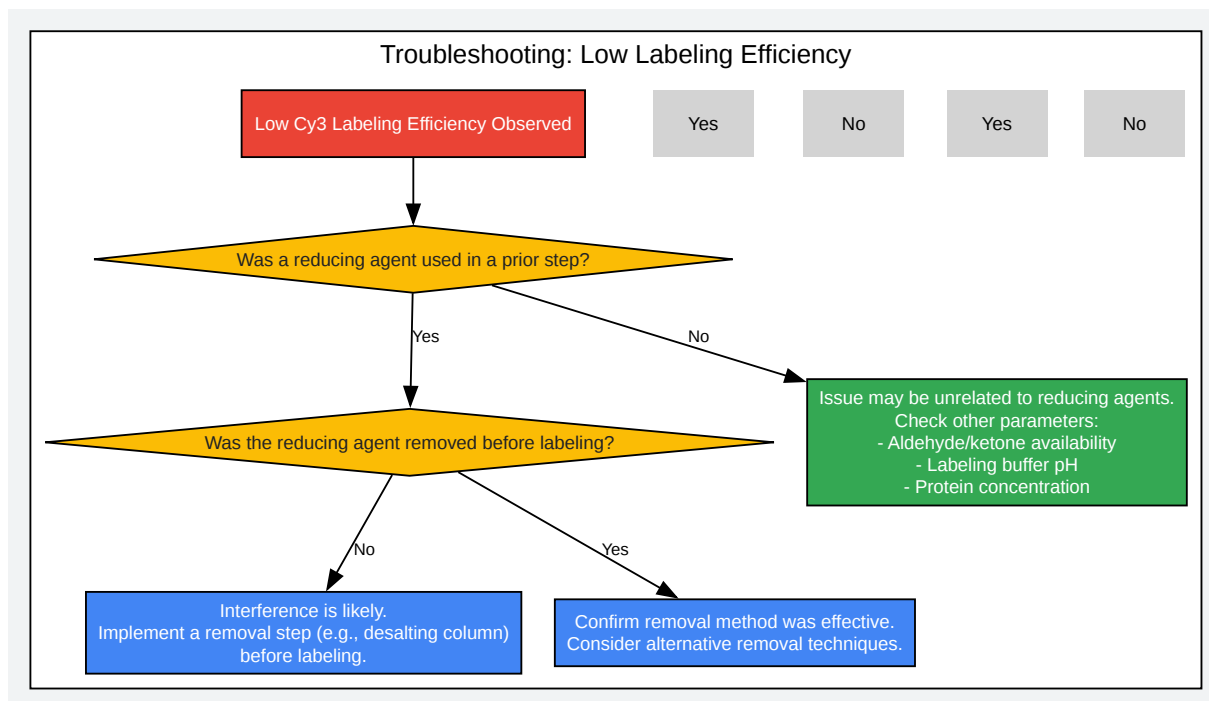 Troubleshooting: Low Labeling Efficiency
Low Cy3 Labeling Efficiency Observed
Yes
No
Yes
No
Was a reducing agent used in a prior step?
Yes
No
Issue may be unrelated to reducing agents.
Check other parameters:
- Aldehyde/ketone availability
- Labeling buffer pH
- Protein concentration
Was the reducing agent removed before labeling?
No
Yes
Interference is likely.
Implement a removal step (e.g., desalting column)
before labeling.
Confirm removal method was effective.
Consider alternative removal techniques.